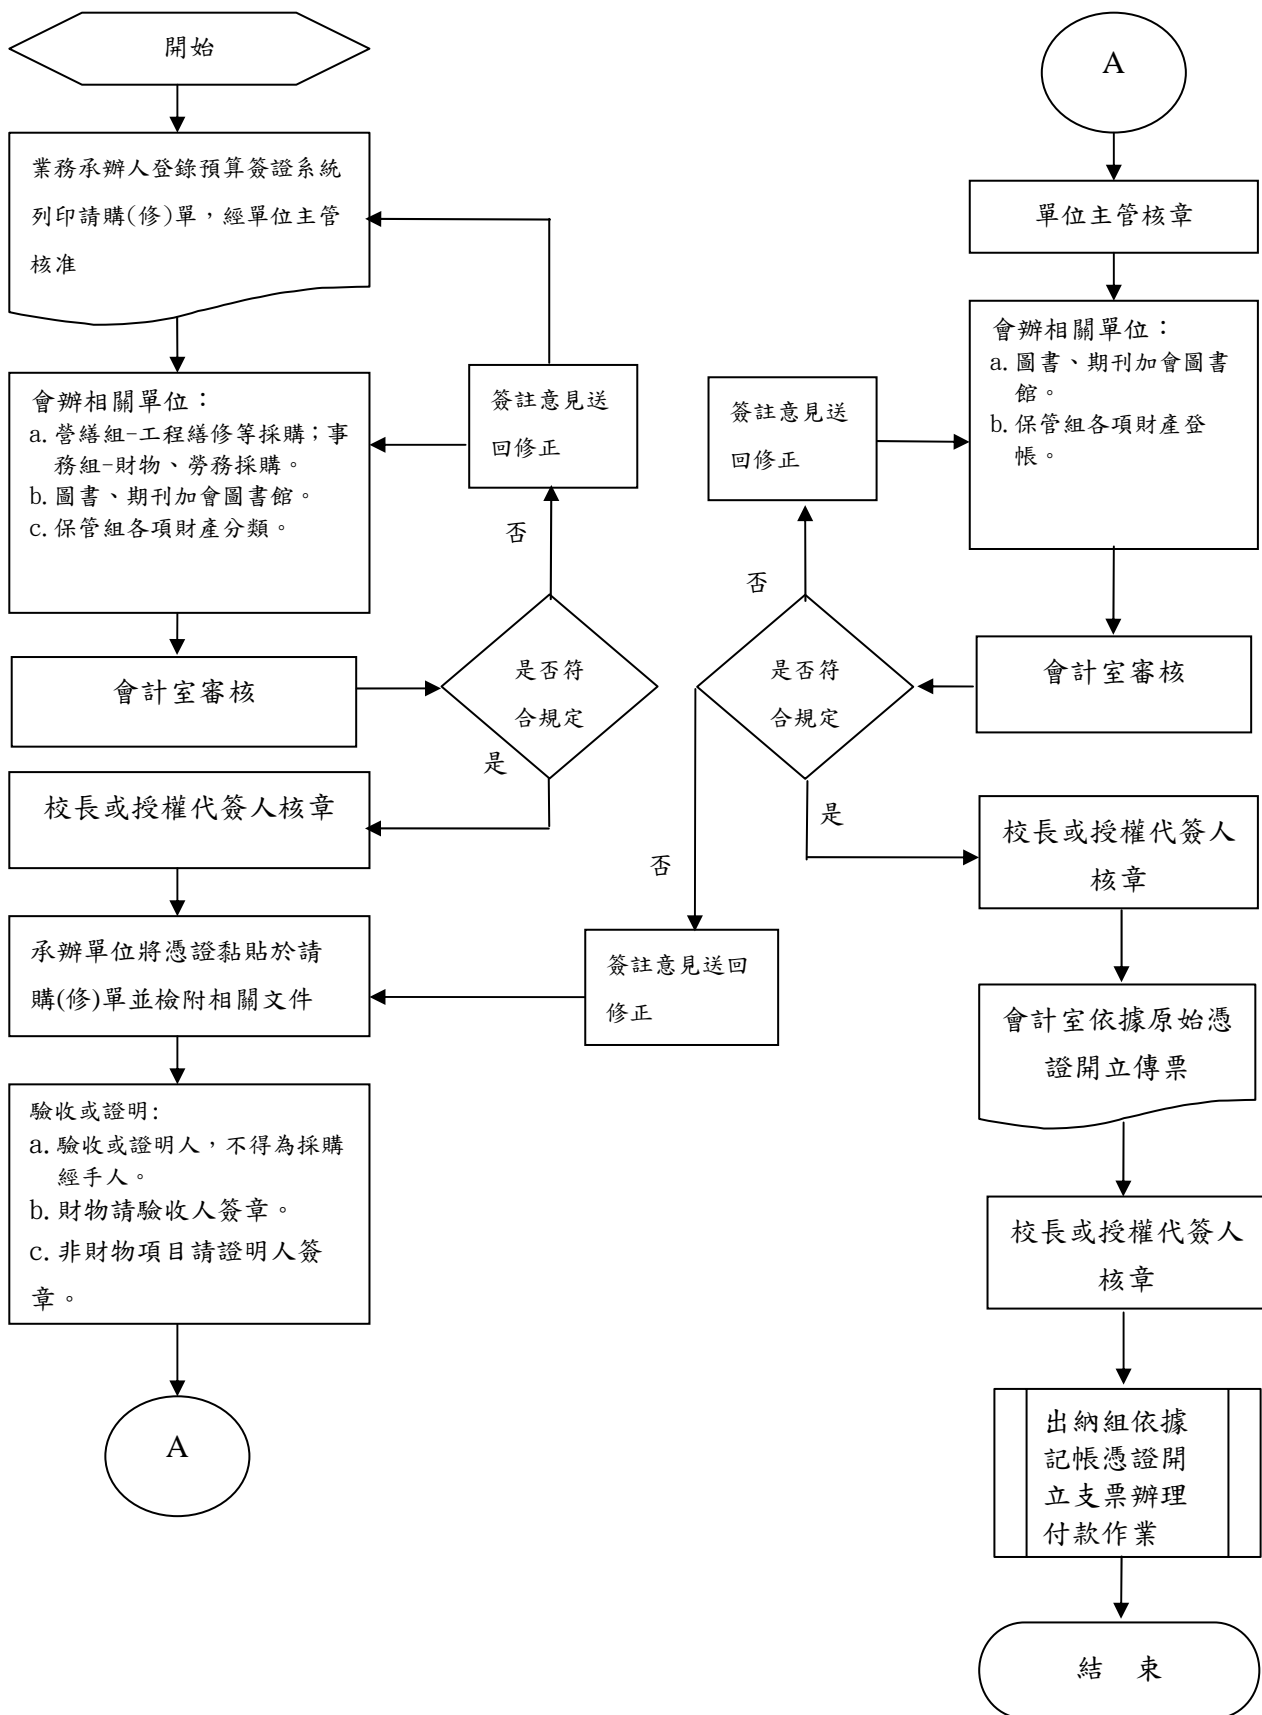 開始
業務承辦人登錄預算簽證系統
列印請購(修)單，經單位主管
核准
會辦相關單位：
a. 營繕組-工程繕修等採購；事
務組-財物、勞務採購。
b. 圖書、期刊加會圖書館。
c. 保管組各項財產分類。
簽註意見送
回修正
否
會計室審核
是否符
合規定
是
校長或授權代簽人核章
承辦單位將憑證黏貼於請
購(修)單並檢附相關文件
驗收或證明:
a. 驗收或證明人，不得為採購
經手人。
b. 財物請驗收人簽章。
c. 非財物項目請證明人簽
章。
A
A
單位主管核章
會辦相關單位：
a. 圖書、期刊加會圖書
館。
b. 保管組各項財產登
帳。
簽註意見送
回修正
否
會計室審核
是否符
合規定
否
簽註意見送回
修正
是
校長或授權代簽人
核章
會計室依據原始憑
證開立傳票
校長或授權代簽人
核章
出納組依據
記帳憑證開
立支票辦理
付款作業
結　束